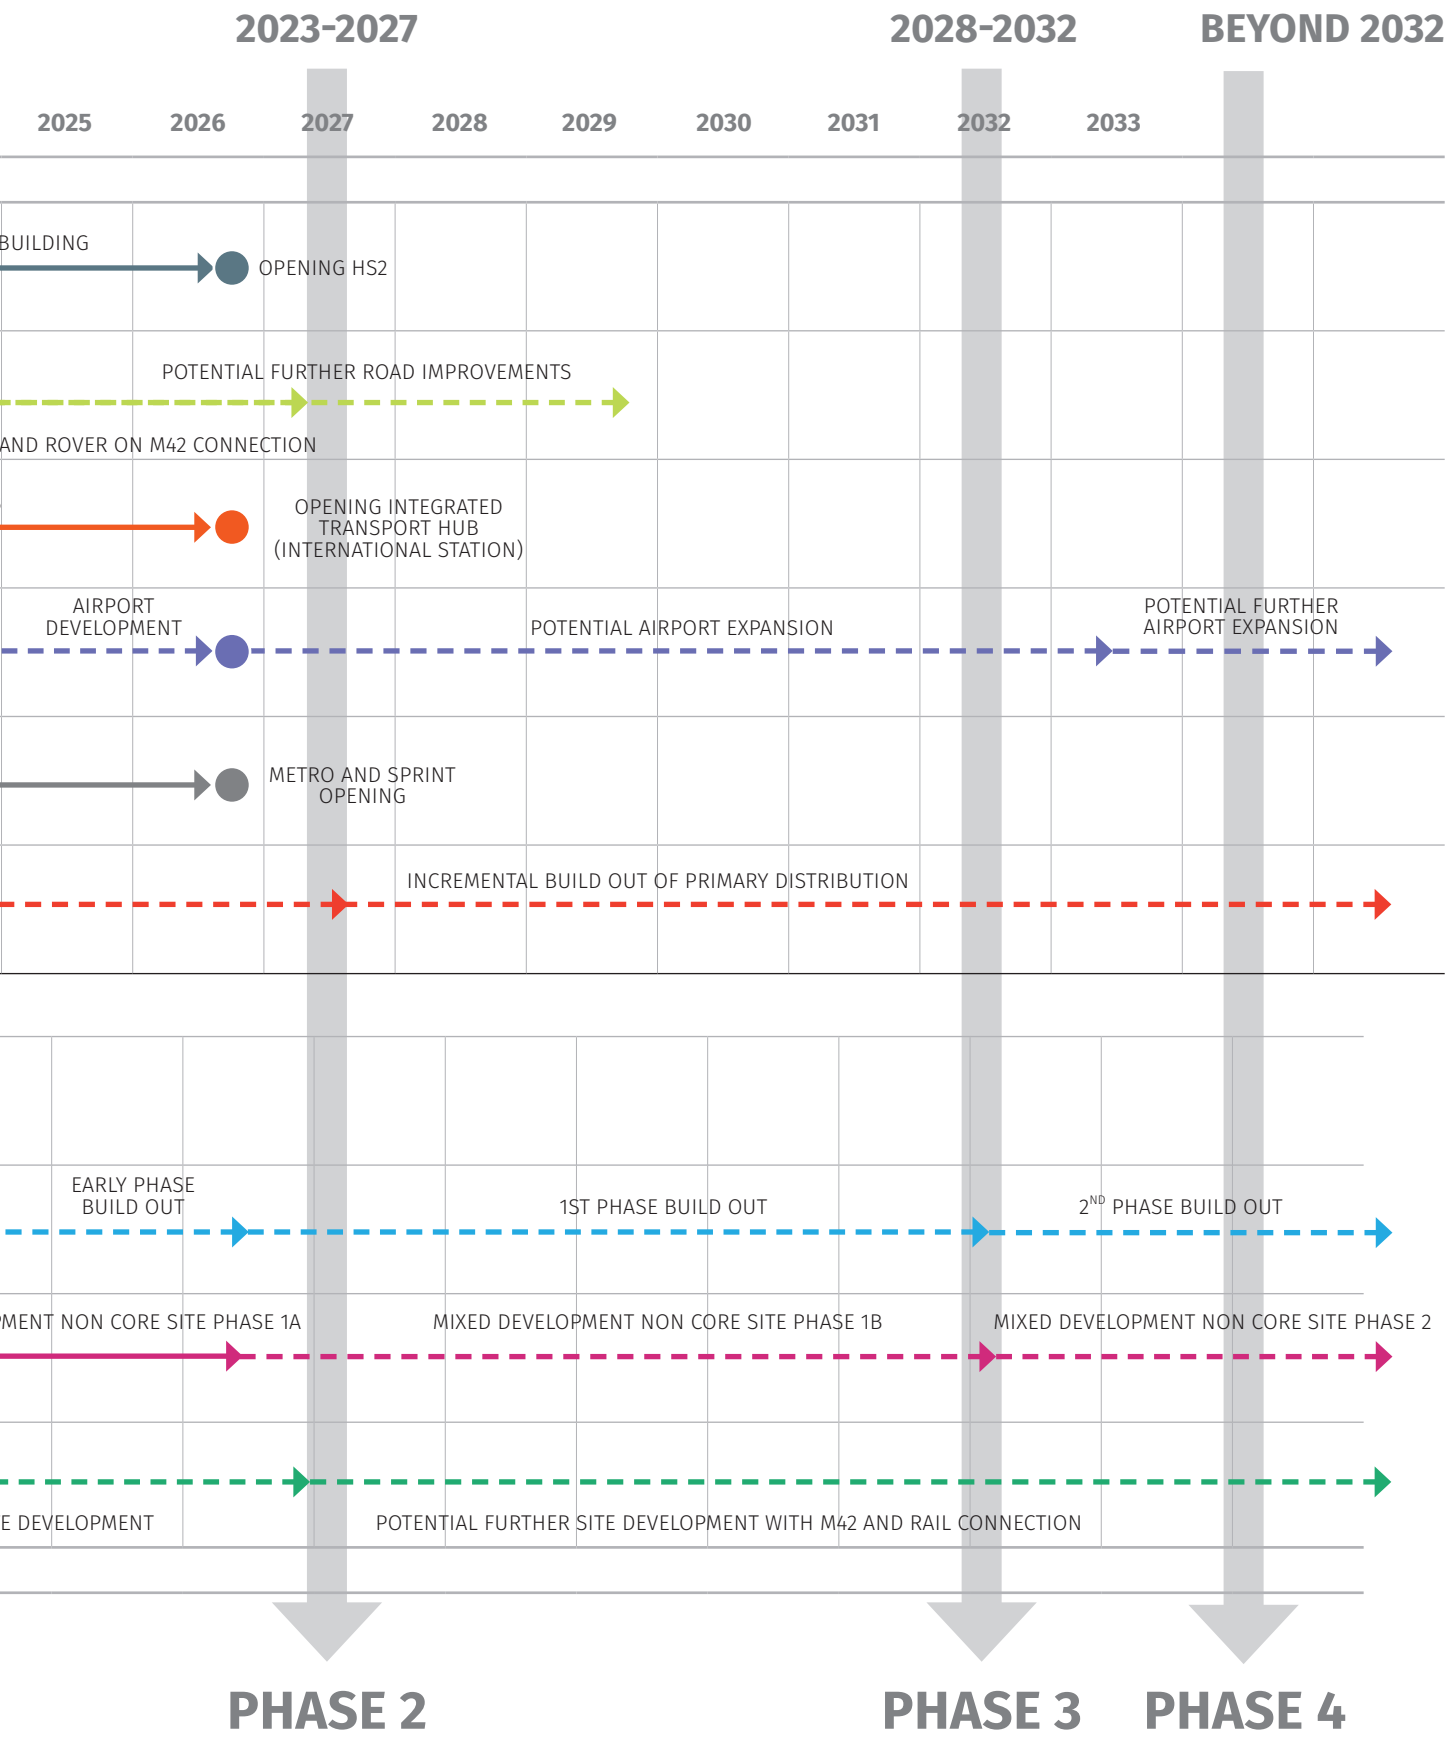 2023-2027
2028-2032
BEYOND 2032
2025
2026
2027
2028
2029
2030
2031
2032
2033
BUILDING
OPENING HS2
POTENTIAL FURTHER ROAD IMPROVEMENTS
AND ROVER ON M42 CONNECTION
OPENING INTEGRATED
TRANSPORT HUB
(INTERNATIONAL STATION)
AIRPORT
DEVELOPMENT
POTENTIAL AIRPORT EXPANSION
POTENTIAL FURTHER
AIRPORT EXPANSION
METRO AND SPRINT
OPENING
INCREMENTAL BUILD OUT OF PRIMARY DISTRIBUTION
EARLY PHASE
BUILD OUT
1ST PHASE BUILD OUT
2ND PHASE BUILD OUT
PMENT NON CORE SITE PHASE 1A
MIXED DEVELOPMENT NON CORE SITE PHASE 1B
MIXED DEVELOPMENT NON CORE SITE PHASE 2
E DEVELOPMENT
POTENTIAL FURTHER SITE DEVELOPMENT WITH M42 AND RAIL CONNECTION
PHASE 2
PHASE 3
PHASE 4